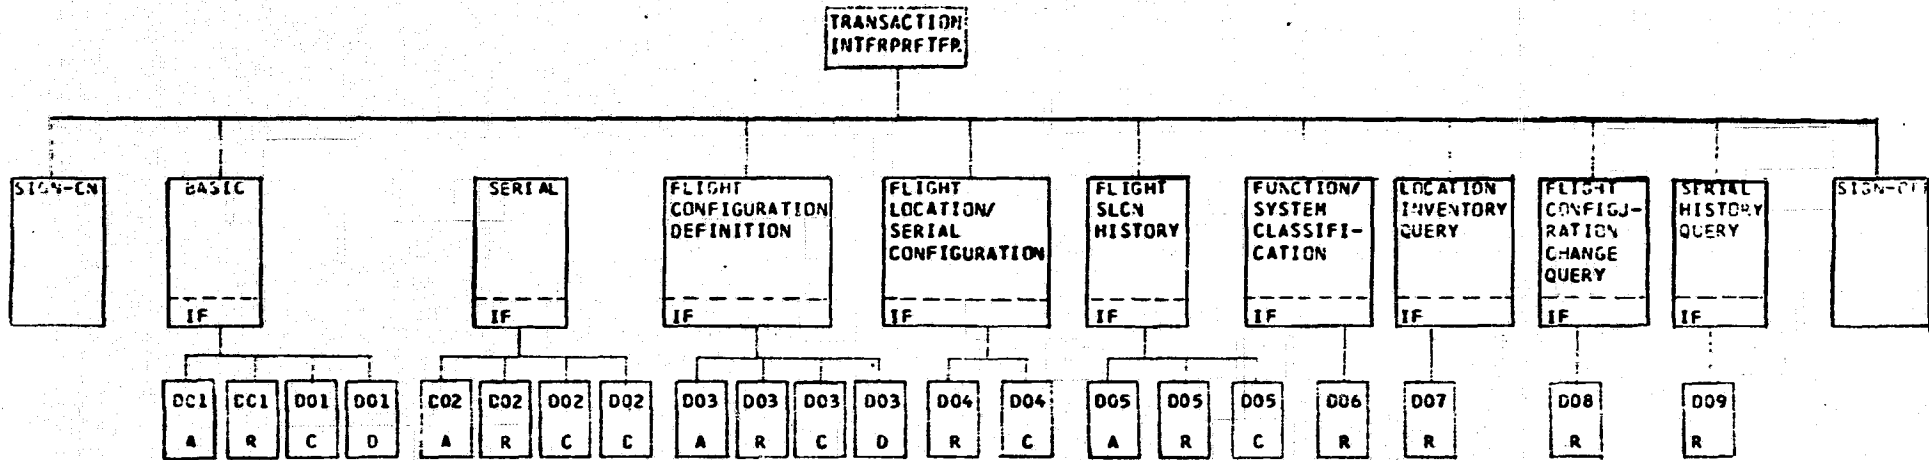 TRANSACTION
INTERPRETER
SIGN-ON
BASIC
IF
SERIAL
IF
FLIGHT
CONFIGURATION
DEFINITION
IF
FLIGHT
LOCATION/
SERIAL
CONFIGURATION
IF
FLIGHT
SLCN
HISTORY
IF
FUNCTION/
SYSTEM
CLASSIFI-
CATION
IF
LOCATION
INVENTORY
QUERY
IF
FLIGHT
CONFIGU-
RATION
CHANGE
QUERY
IF
SERIAL
HISTORY
QUERY
IF
SIGN-OFF
D01
A
D01
R
D01
C
D01
D
D02
A
D02
R
D02
C
D02
D03
A
D03
R
D03
C
D03
D
D04
R
D04
C
D05
A
D05
R
D05
C
D06
R
D07
R
D08
R
D09
R